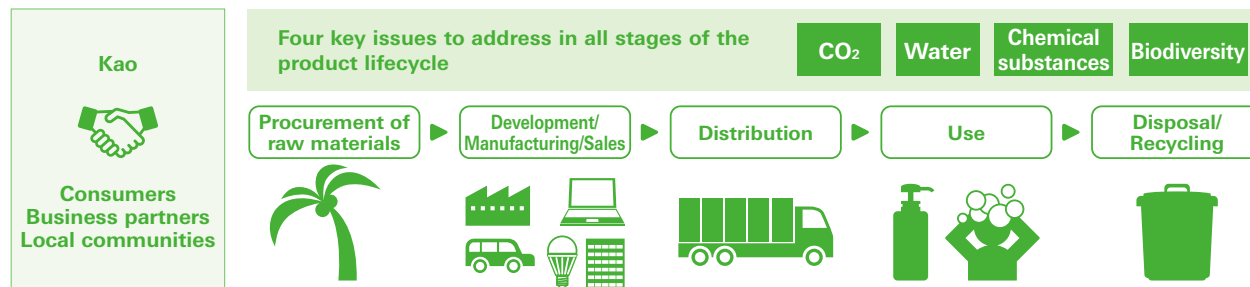 Kao
Consumers
Business partners
Local communities
Four key issues to address in all stages of the
product lifecycle
CO₂
Water
Chemical
substances
Biodiversity
Procurement of
raw materials
Development/
Manufacturing/Sales
Distribution
Use
Disposal/
Recycling